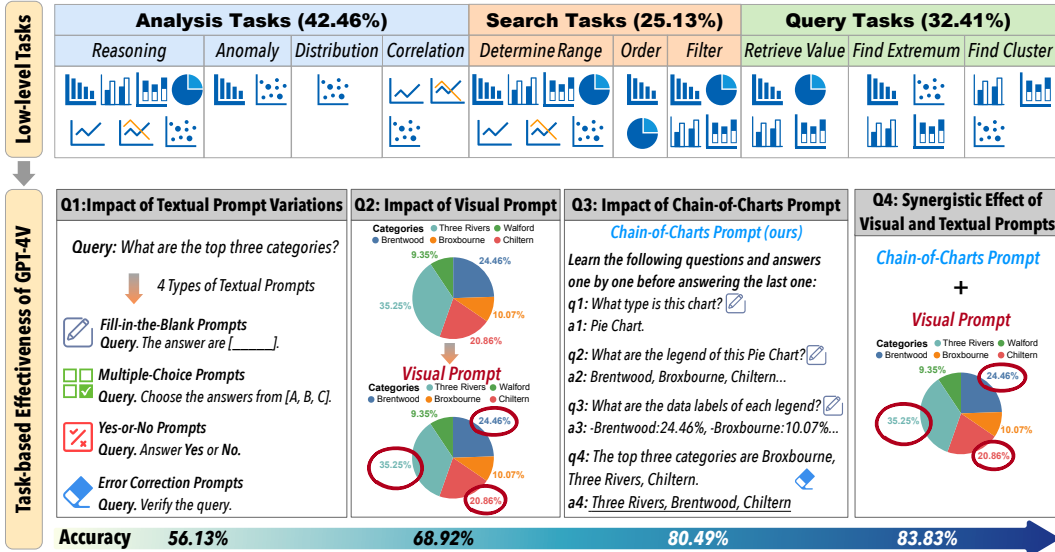 Low-level Tasks
Analysis Tasks (42.46%)
Search Tasks (25.13%)
Query Tasks (32.41%)
Reasoning
Anomaly
Distribution
Correlation
Determine Range
Order
Filter
Retrieve Value
Find Extremum
Find Cluster
Task-based Effectiveness of GPT-4V
Q1:Impact of Textual Prompt Variations
Query: What are the top three categories?
4 Types of Textual Prompts
Fill-in-the-Blank Prompts
Query. The answer are [_____].
Multiple-Choice Prompts
Query. Choose the answers from [A, B, C].
Yes-or-No Prompts
Query. Answer Yes or No.
Error Correction Prompts
Query. Verify the query.
Q2: Impact of Visual Prompt
Categories Three Rivers Walford
Brentwood Broxbourne Chiltern
9.35%
24.46%
35.25%
10.07%
20.86%
Visual Prompt
Categories Three Rivers Walford
Brentwood Broxbourne Chiltern
9.35%
24.46%
35.25%
10.07%
20.86%
Q3: Impact of Chain-of-Charts Prompt
Chain-of-Charts Prompt (ours)
Learn the following questions and answers
one by one before answering the last one:
q1: What type is this chart?
a1: Pie Chart.
q2: What are the legend of this Pie Chart?
a2: Brentwood, Broxbourne, Chiltern...
q3: What are the data labels of each legend?
a3: -Brentwood:24.46%, -Broxbourne:10.07%...
q4: The top three categories are Broxbourne,
Three Rivers, Chiltern.
a4: Three Rivers, Brentwood, Chiltern
Q4: Synergistic Effect of
Visual and Textual Prompts
Chain-of-Charts Prompt
+
Visual Prompt
Categories Three Rivers Walford
Brentwood Broxbourne Chiltern
9.35%
24.46%
35.25%
10.07%
20.86%
Accuracy 56.13% 68.92% 80.49% 83.83%